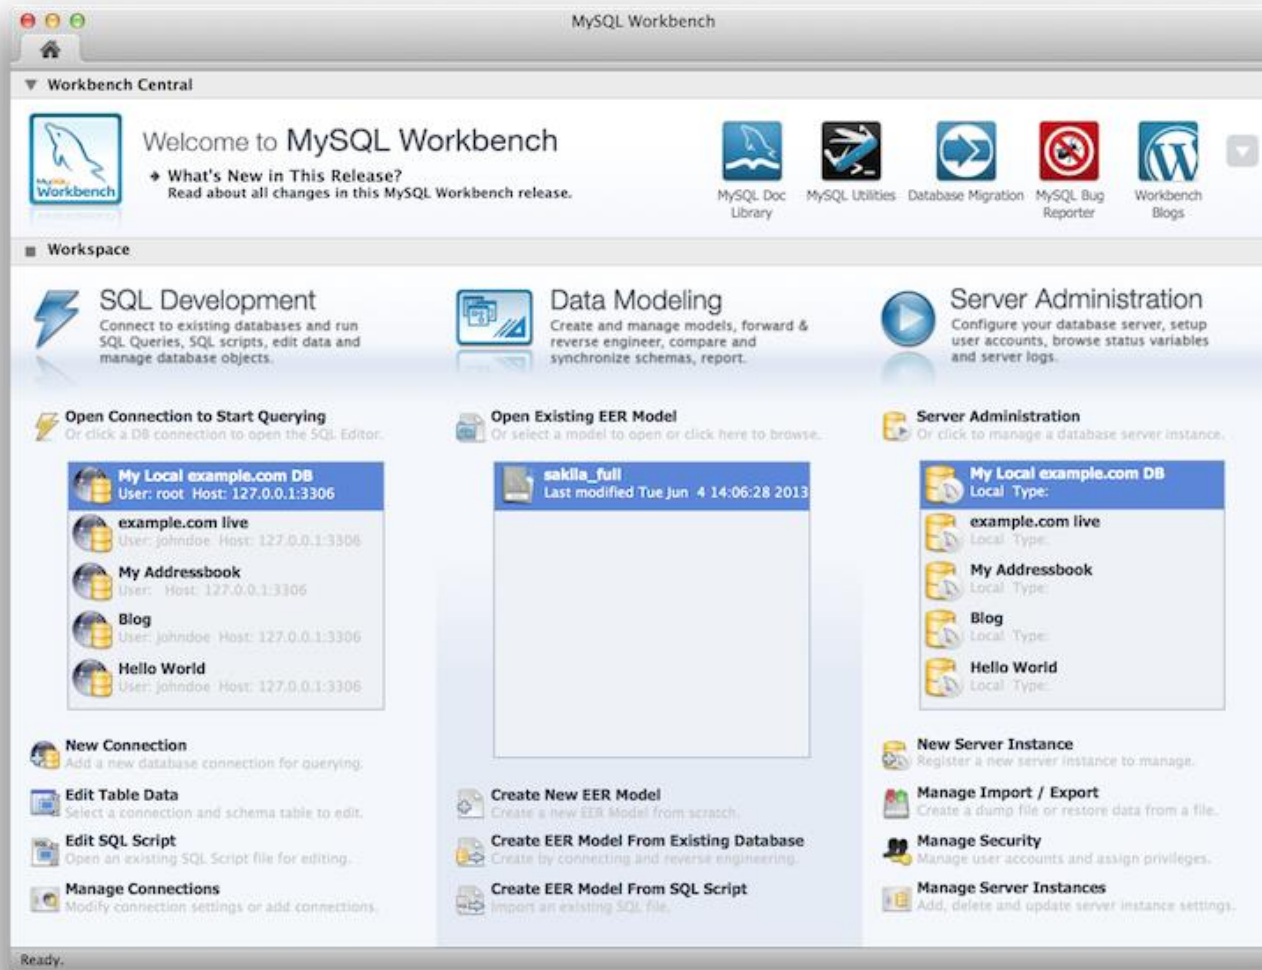 MySQL Workbench
Workbench Central
MySQL
Workbench
Welcome to MySQL Workbench
What's New in This Release?
Read about all changes in this MySQL Workbench release.
MySQL Doc
Library
MySQL Utilities
Database Migration
MySQL Bug
Reporter
Workbench
Blogs
Workspace
SQL Development
Connect to existing databases and run
SQL Queries, SQL scripts, edit data and
manage database objects.
Open Connection to Start Querying
Or click a DB connection to open the SQL Editor.
My Local example.com DB
User: root Host: 127.0.0.1:3306
example.com live
User: johndoe Host: 127.0.0.1:3306
My Addressbook
User: Host: 127.0.0.1:3306
Blog
User: johndoe Host: 127.0.0.1:3306
Hello World
User: johndoe Host: 127.0.0.1:3306
New Connection
Add a new database connection for querying.
Edit Table Data
Select a connection and schema table to edit.
Edit SQL Script
Open an existing SQL Script file for editing.
Manage Connections
Modify connection settings or add connections.
Data Modeling
Create and manage models, forward &
reverse engineer, compare and
synchronize schemas, report.
Open Existing EER Model
Or select a model to open or click here to browse.
sakila_full
Last modified Tue Jun 4 14:06:28 2013
Create New EER Model
Create a new EER Model from scratch.
Create EER Model From Existing Database
Create by connecting and reverse engineering.
Create EER Model From SQL Script
Import an existing SQL file.
Server Administration
Configure your database server, setup
user accounts, browse status variables
and server logs.
Server Administration
Or click to manage a database server instance.
My Local example.com DB
Local Type:
example.com live
Local Type:
My Addressbook
Local Type:
Blog
Local Type:
Hello World
Local Type:
New Server Instance
Register a new server instance to manage.
Manage Import / Export
Create a dump file or restore data from a file.
Manage Security
Manage user accounts and assign privileges.
Manage Server Instances
Add, delete and update server instance settings.
Ready.